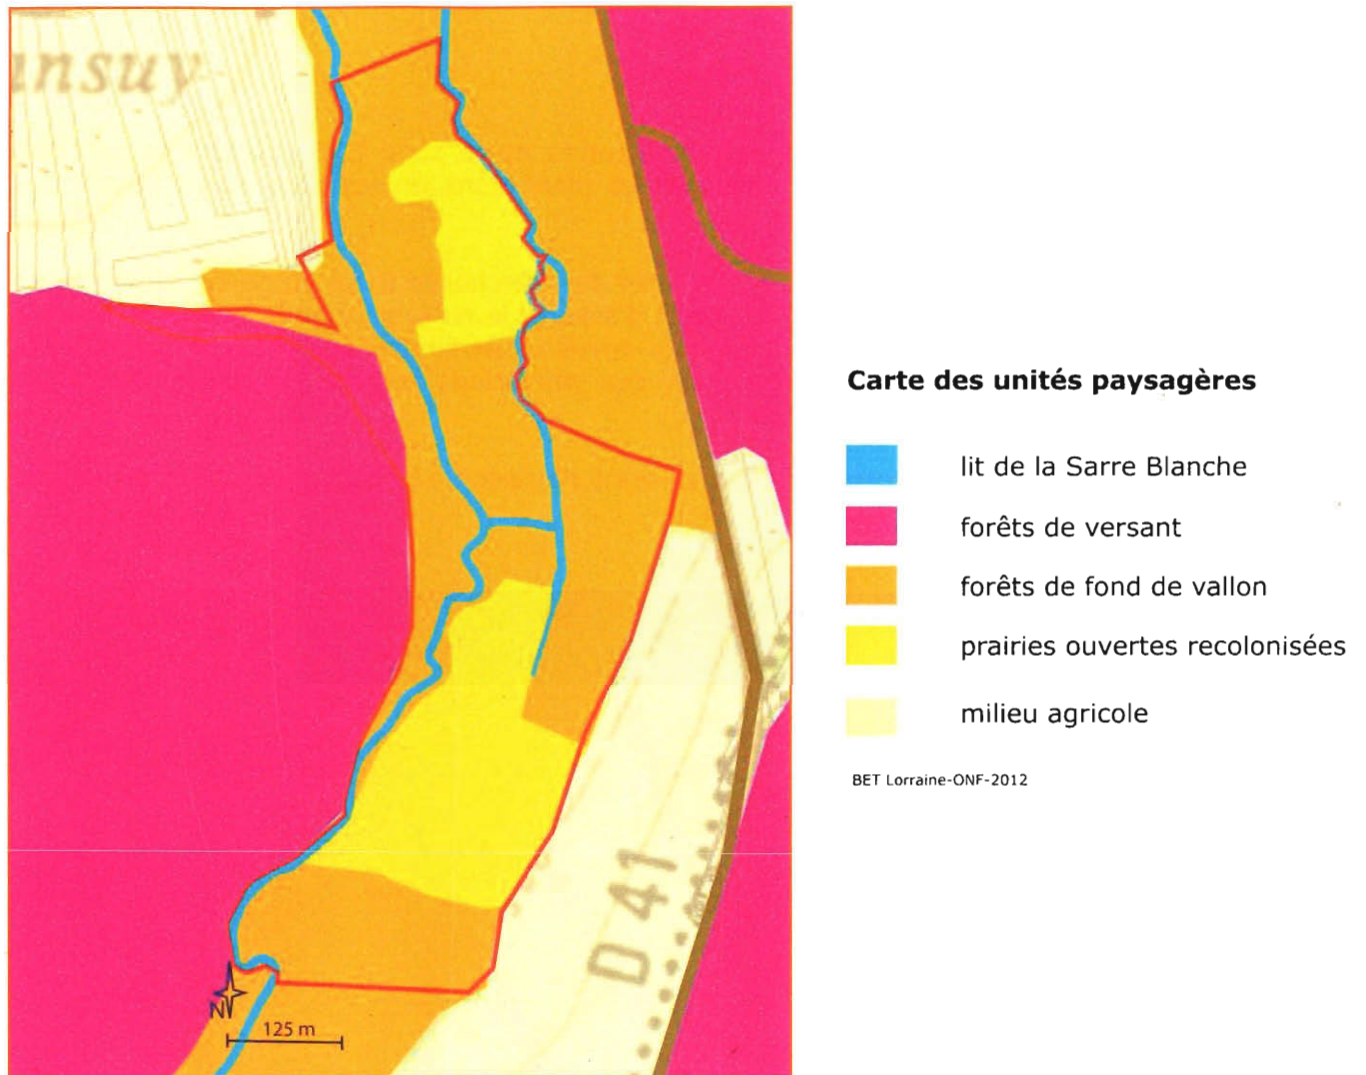 ansuy
Carte des unités paysagères
lit de la Sarre Blanche
forêts de versant
forêts de fond de vallon
prairies ouvertes recolonisées
milieu agricole
BET Lorraine-ONF-2012
D 41
N
125 m